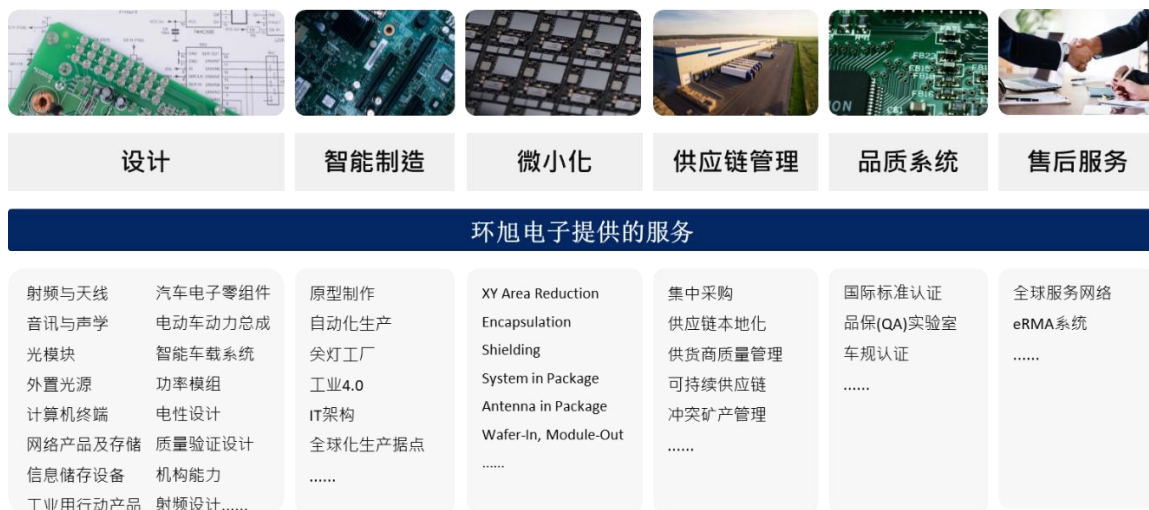 设计
智能制造
微小化
供应链管理
品质系统
售后服务
环旭电子提供的服务
射频与天线
音讯与声学
光模块
外置光源
计算机终端
网络产品及存储
信息储存设备
工业用行动产品
汽车电子零组件
电动车动力总成
智能车载系统
功率模组
电性设计
质量验证设计
机构能力
射频设计......
原型制作
自动化生产
关灯工厂
工业4.0
IT架构
全球化生产据点
......
XY Area Reduction
Encapsulation
Shielding
System in Package
Antenna in Package
Wafer-In, Module-Out
......
集中采购
供应链本地化
供货商质量管理
可持续供应链
冲突矿产管理
......
国际标准认证
品保(QA)实验室
车规认证
......
全球服务网络
eRMA系统
......